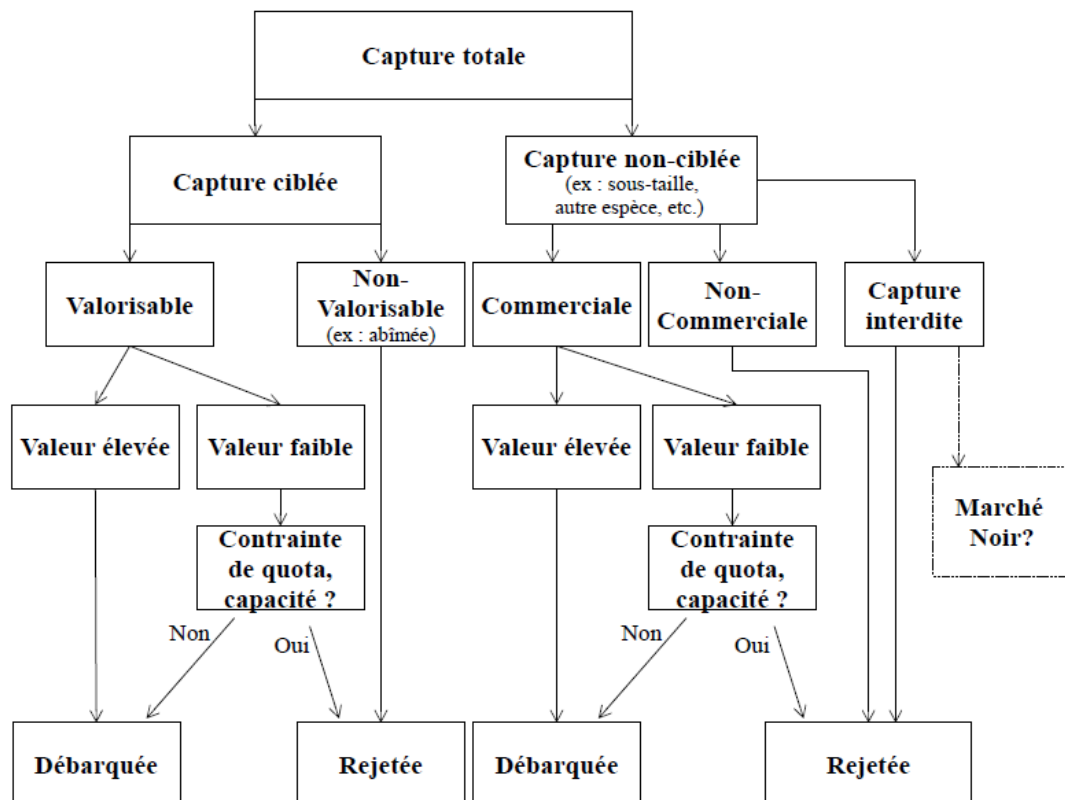 Capture totale
Capture ciblée
Capture non-ciblée
(ex : sous-taille,
autre espèce, etc.)
Valorisable
Non-
Valorisable
(ex : abîmée)
Commerciale
Non-
Commerciale
Capture
interdite
Valeur élevée
Valeur faible
Valeur élevée
Valeur faible
Marché
Noir?
Contrainte
de quota,
capacité ?
Contrainte
de quota,
capacité ?
Non
Oui
Non
Oui
Débarquée
Rejetée
Débarquée
Rejetée